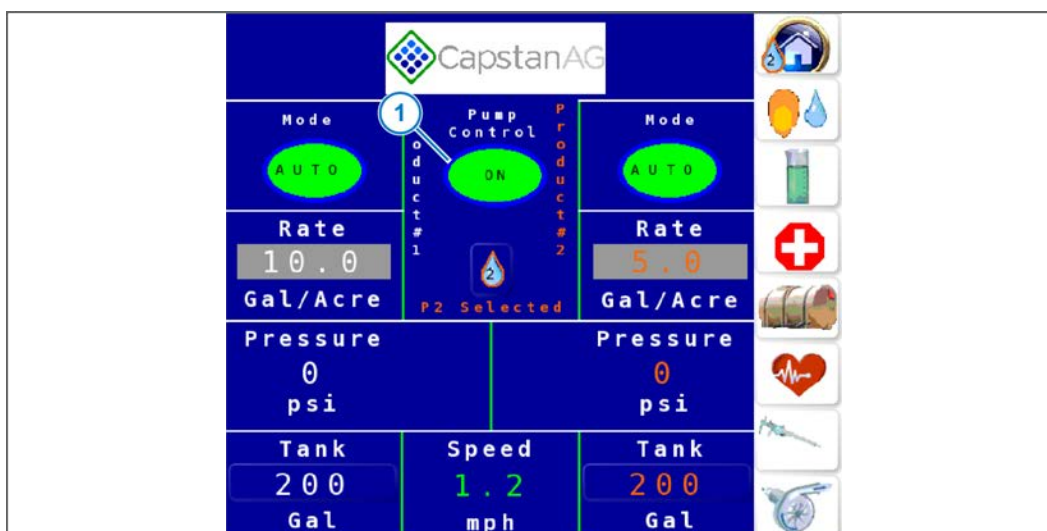 CapstanAG
2
Mode
1
Pump
Control
Mode
AUTO
ON
AUTO
oduct#1
Product#2
Rate
10.0
Gal/Acre
2
P2 Selected
Rate
5.0
Gal/Acre
Pressure
0
psi
Pressure
0
psi
Tank
200
Gal
Speed
1.2
mph
Tank
200
Gal